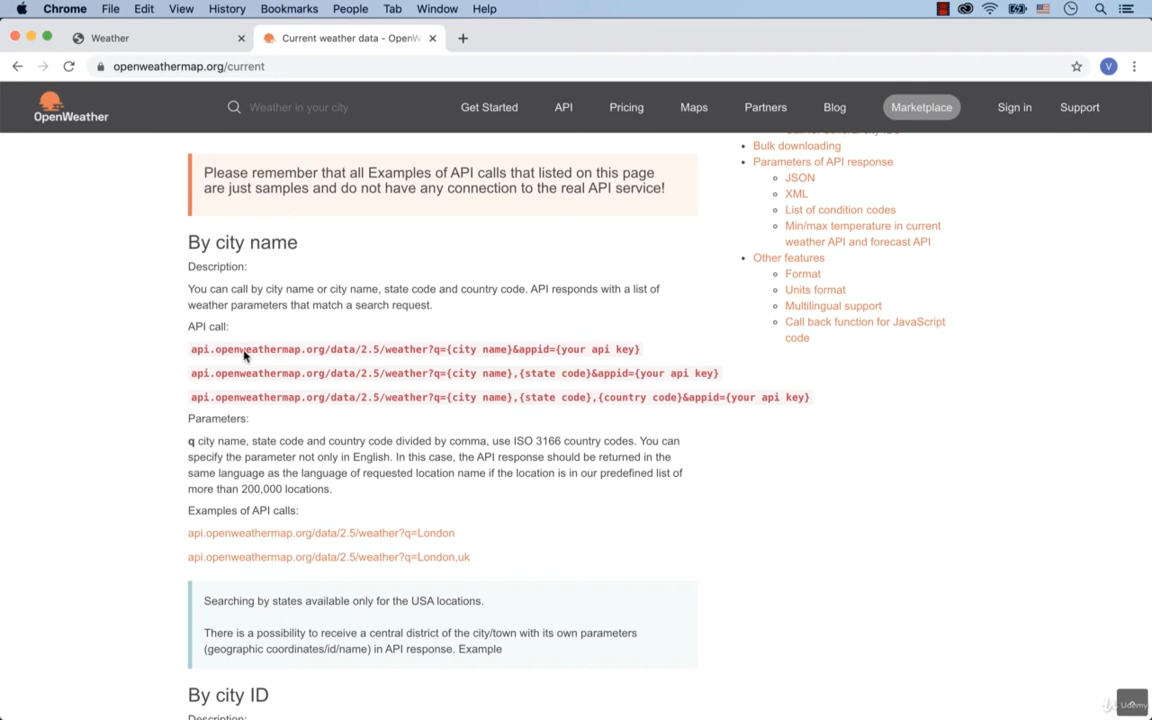 Chrome File Edit View History Bookmarks People Tab Window Help
Weather
Current weather data - OpenW
openweathermap.org/current
V
OpenWeather
Weather in your city
Get Started API Pricing Maps Partners Blog Marketplace Sign in Support
Please remember that all Examples of API calls that listed on this page
are just samples and do not have any connection to the real API service!
By city name
Description:
You can call by city name or city name, state code and country code. API responds with a list of
weather parameters that match a search request.
API call:
api.openweathermap.org/data/2.5/weather?q={city name}&appid={your api key}
api.openweathermap.org/data/2.5/weather?q={city name},{state code}&appid={your api key}
api.openweathermap.org/data/2.5/weather?q={city name},{state code},{country code}&appid={your api key}
Parameters:
q city name, state code and country code divided by comma, use ISO 3166 country codes. You can
specify the parameter not only in English. In this case, the API response should be returned in the
same language as the language of requested location name if the location is in our predefined list of
more than 200,000 locations.
Examples of API calls:
api.openweathermap.org/data/2.5/weather?q=London
api.openweathermap.org/data/2.5/weather?q=London,uk
Searching by states available only for the USA locations.
There is a possibility to receive a central district of the city/town with its own parameters
(geographic coordinates/id/name) in API response. Example
By city ID
Description:
Bulk downloading
Parameters of API response
JSON
XML
List of condition codes
Min/max temperature in current
weather API and forecast API
Other features
Format
Units format
Multilingual support
Call back function for JavaScript
code
Udemy